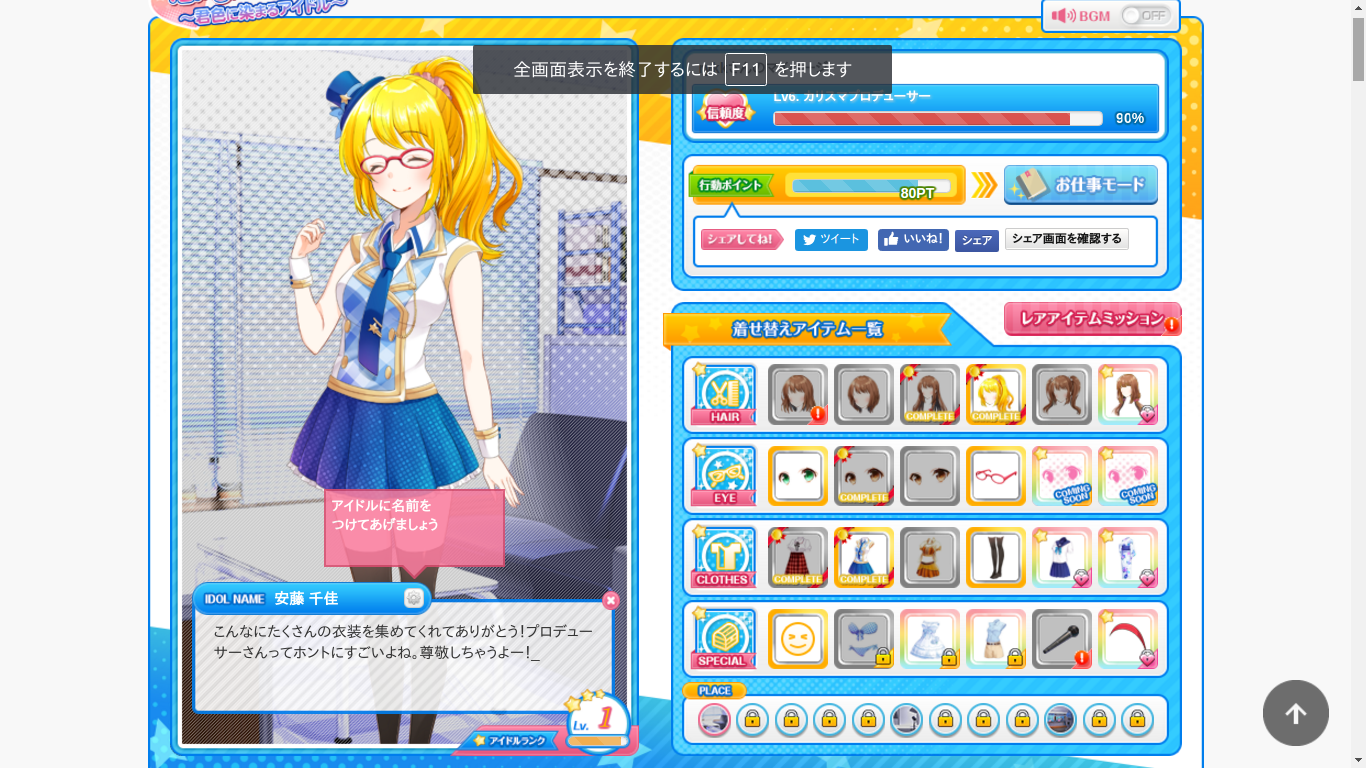 ～君色に染まるアイドル～
BGM
OFF
全画面表示を終了するには F11 を押します
信頼度
Lv6. カリスマプロデューサー
90%
行動ポイント
80PT
お仕事モード
シェアしてね!
ツイート
いいね!
シェア
シェア画面を確認する
着せ替えアイテム一覧
レアアイテムミッション
HAIR
COMPLETE
COMPLETE
EYE
COMPLETE
COMING SOON
COMING SOON
CLOTHES
COMPLETE
COMPLETE
SPECIAL
PLACE
アイドルに名前を
つけてあげましょう
IDOL NAME 安藤 千佳
こんなにたくさんの衣装を集めてくれてありがとう!プロデュー
サーさんってホントにすごいよね。尊敬しちゃうよー!_
Lv. 1
アイドルランク